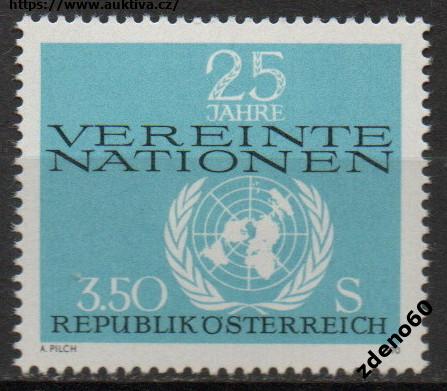 https://www.auktiva.cz/
25
JAHRE
VEREINTE
NATIONEN
3.50 S
REPUBLIK ÖSTERREICH
A. PILCH
zdeno60